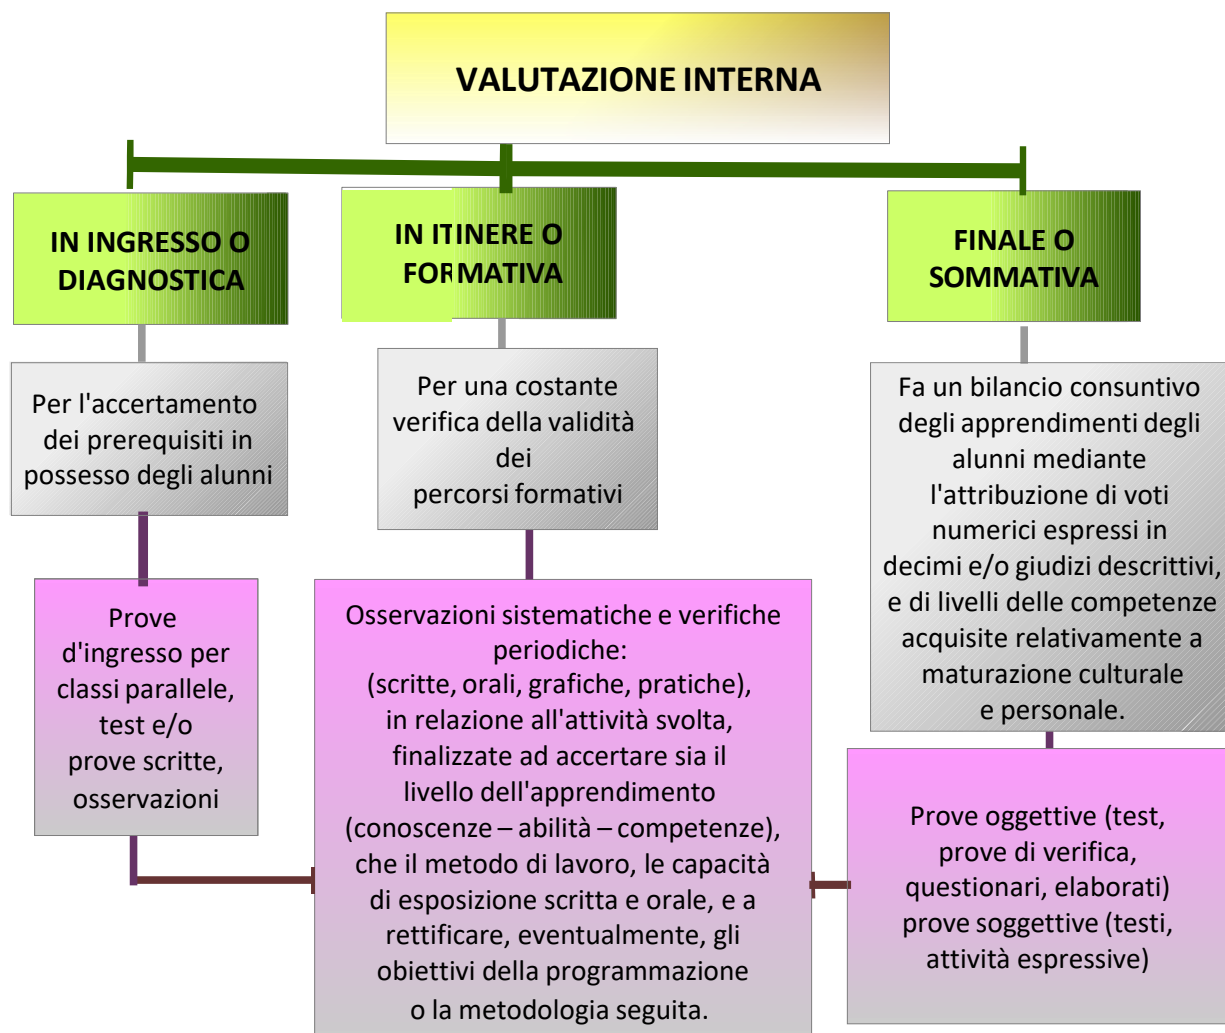 VALUTAZIONE INTERNA
IN INGRESSO O
DIAGNOSTICA
IN ITINERE O
FORMATIVA
FINALE O
SOMMATIVA
Per l'accertamento
dei prerequisiti in
possesso degli alunni
Per una costante
verifica della validità
dei
percorsi formativi
Fa un bilancio consuntivo
degli apprendimenti degli
alunni mediante
l'attribuzione di voti
numerici espressi in
decimi e/o giudizi descrittivi,
e di livelli delle competenze
acquisite relativamente a
maturazione culturale
e personale.
Prove
d'ingresso per
classi parallele,
test e/o
prove scritte,
osservazioni
Osservazioni sistematiche e verifiche
periodiche:
(scritte, orali, grafiche, pratiche),
in relazione all'attività svolta,
finalizzate ad accertare sia il
livello dell'apprendimento
(conoscenze – abilità – competenze),
che il metodo di lavoro, le capacità
di esposizione scritta e orale, e a
rettificare, eventualmente, gli
obiettivi della programmazione
o la metodologia seguita.
Prove oggettive (test,
prove di verifica,
questionari, elaborati)
prove soggettive (testi,
attività espressive)